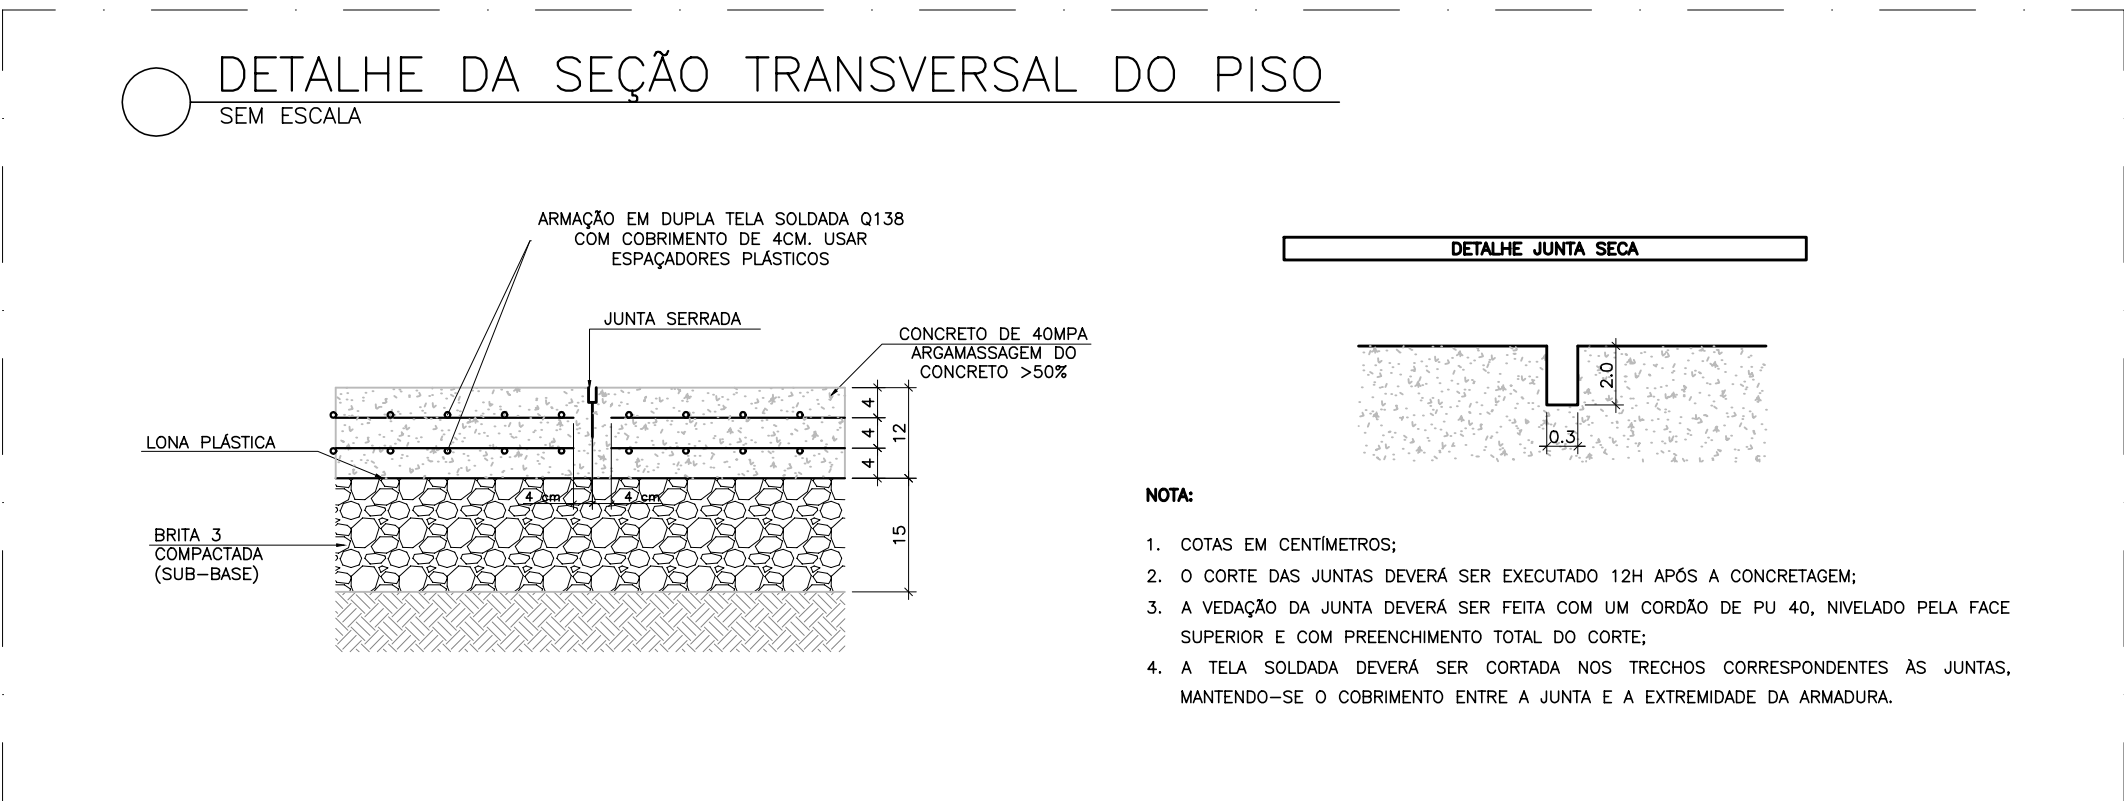 DETALHE DA SEÇÃO TRANSVERSAL DO PISO
SEM ESCALA
ARMAÇÃO EM DUPLA TELA SOLDADA Q138
COM COBRIMENTO DE 4CM. USAR
ESPAÇADORES PLÁSTICOS
JUNTA SERRADA
CONCRETO DE 40MPA
ARGAMASSAGEM DO
CONCRETO >50%
LONA PLÁSTICA
4
4
4
12
4 cm
4 cm
15
BRITA 3
COMPACTADA
(SUB-BASE)
DETALHE JUNTA SECA
2.0
0.3
NOTA:
1. COTAS EM CENTÍMETROS;
2. O CORTE DAS JUNTAS DEVERÁ SER EXECUTADO 12H APÓS A CONCRETAGEM;
3. A VEDAÇÃO DA JUNTA DEVERÁ SER FEITA COM UM CORDÃO DE PU 40, NIVELADO PELA FACE
SUPERIOR E COM PREENCHIMENTO TOTAL DO CORTE;
4. A TELA SOLDADA DEVERÁ SER CORTADA NOS TRECHOS CORRESPONDENTES ÀS JUNTAS,
MANTENDO-SE O COBRIMENTO ENTRE A JUNTA E A EXTREMIDADE DA ARMADURA.